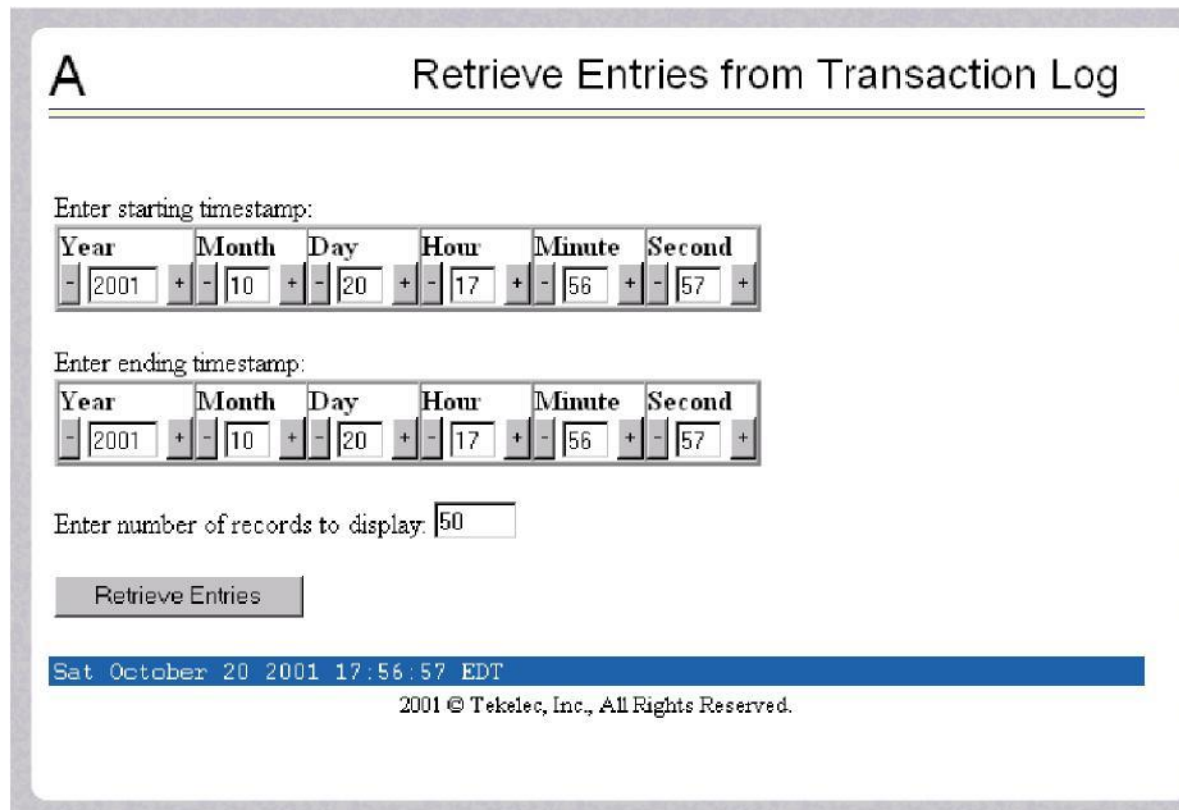 A Retrieve Entries from Transaction Log
Enter starting timestamp:
Year Month Day Hour Minute Second
- 2001 + - 10 + - 20 + - 17 + - 56 + - 57 +
Enter ending timestamp:
Year Month Day Hour Minute Second
- 2001 + - 10 + - 20 + - 17 + - 56 + - 57 +
Enter number of records to display: 50
Retrieve Entries
Sat October 20 2001 17:56:57 EDT
2001 © Tekelec, Inc., All Rights Reserved.